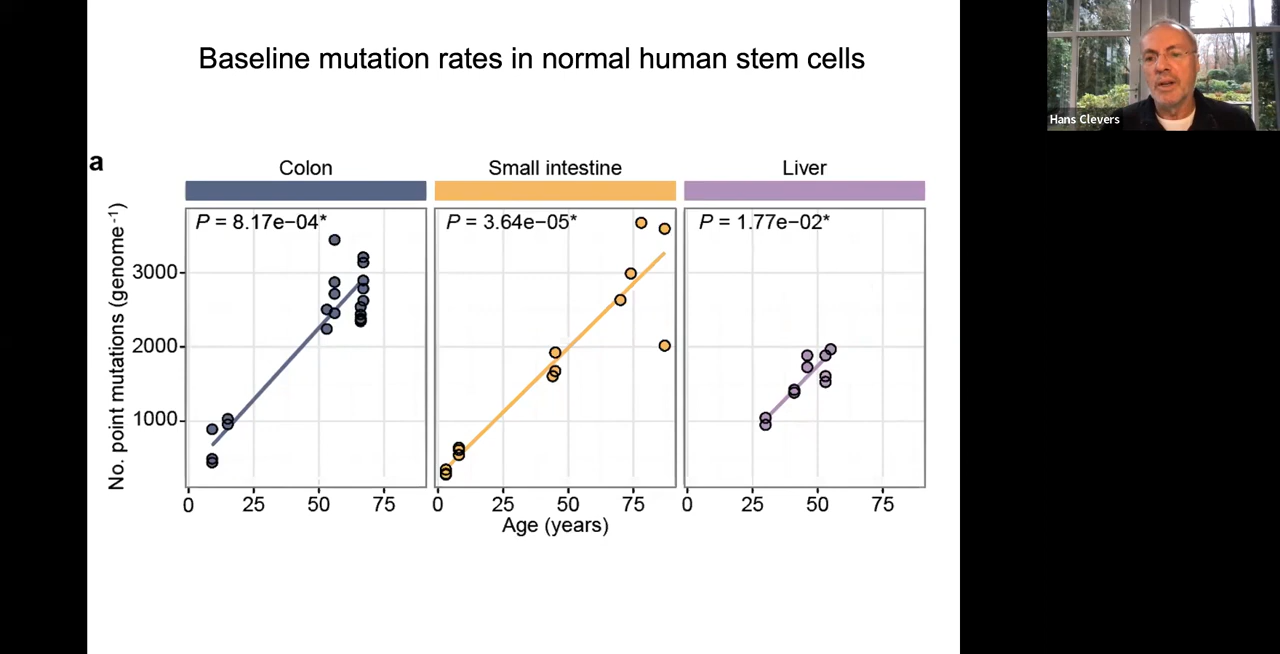 Baseline mutation rates in normal human stem cells
Hans Clevers
a
Colon
Small intestine
Liver
No. point mutations (genome⁻¹)
P = 8.17e−04*
P = 3.64e−05*
P = 1.77e−02*
3000
2000
1000
0 25 50 75
0 25 50 75
0 25 50 75
Age (years)